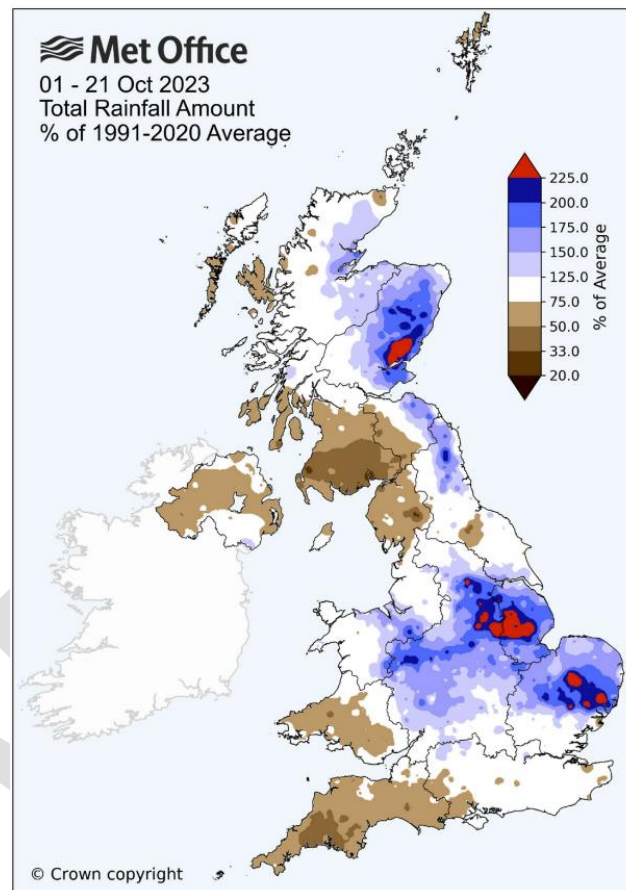 Met Office
01 - 21 Oct 2023
Total Rainfall Amount
% of 1991-2020 Average
225.0
200.0
175.0
150.0
125.0
75.0
50.0
33.0
20.0
% of Average
© Crown copyright